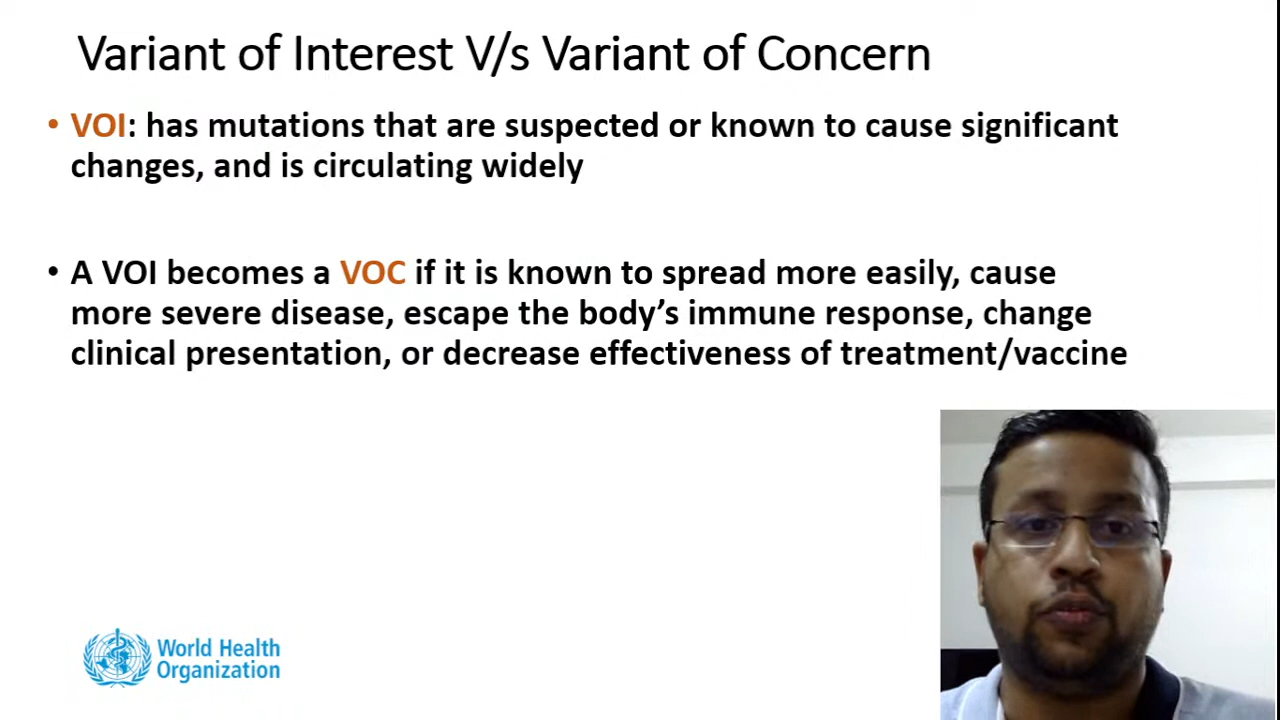 Variant of Interest V/s Variant of Concern
• VOI: has mutations that are suspected or known to cause significant
changes, and is circulating widely
• A VOI becomes a VOC if it is known to spread more easily, cause
more severe disease, escape the body’s immune response, change
clinical presentation, or decrease effectiveness of treatment/vaccine
World Health
Organization